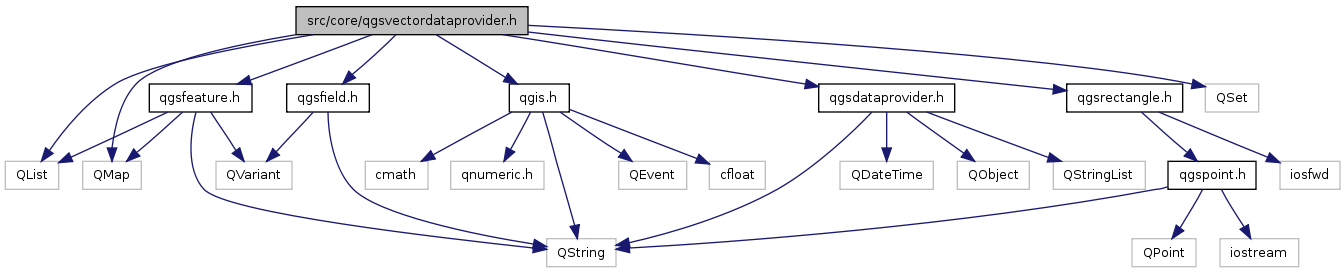 src/core/qgsvectordataprovider.h
qgsfeature.h
qgsfield.h
qgis.h
qgsdataprovider.h
qgsrectangle.h
QSet
QList
QMap
QVariant
cmath
qnumeric.h
QEvent
cfloat
QDateTime
QObject
QStringList
qgspoint.h
iosfwd
QString
QPoint
iostream